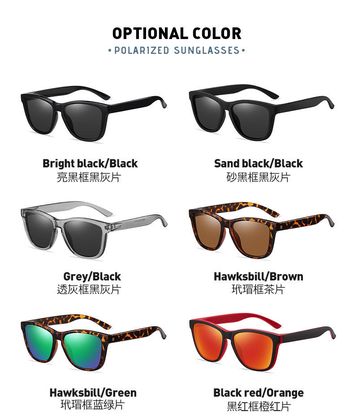 OPTIONAL COLOR
• POLARIZED SUNGLASSES •
Bright black/Black
亮黑框黑灰片
Sand black/Black
砂黑框黑灰片
Grey/Black
透灰框黑灰片
Hawksbill/Brown
玳瑁框茶片
Hawksbill/Green
玳瑁框蓝绿片
Black red/Orange
黑红框橙红片